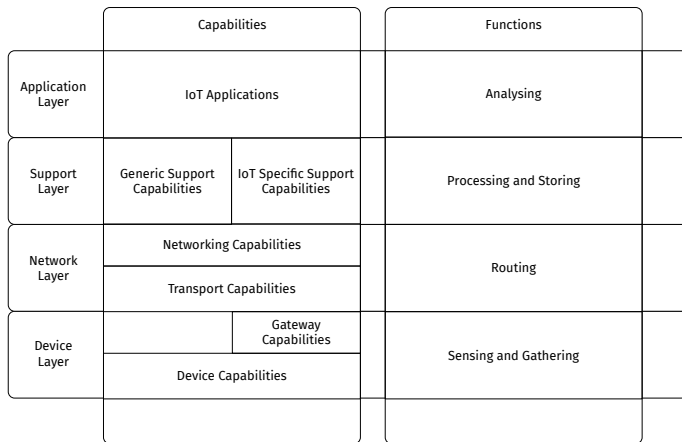 Capabilities
Functions
Application
Layer
IoT Applications
Analysing
Support
Layer
Generic Support
Capabilities
IoT Specific Support
Capabilities
Processing and Storing
Network
Layer
Networking Capabilities
Transport Capabilities
Routing
Device
Layer
Gateway
Capabilities
Device Capabilities
Sensing and Gathering